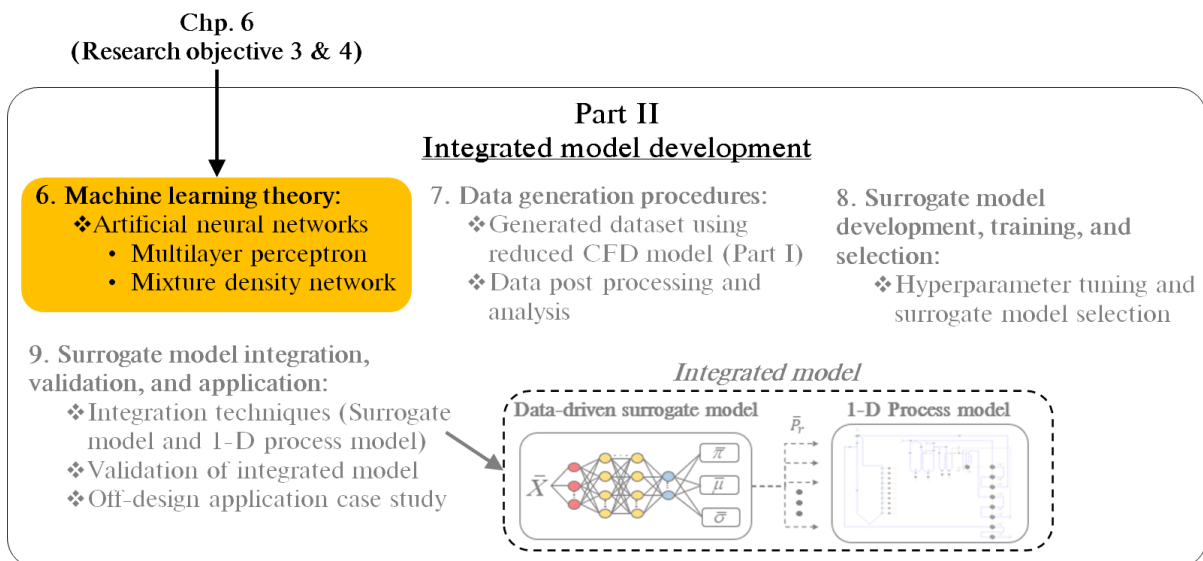 Chp. 6
(Research objective 3 & 4)
Part II
Integrated model development
6. Machine learning theory:
❖Artificial neural networks
• Multilayer perceptron
• Mixture density network
7. Data generation procedures:
❖Generated dataset using
reduced CFD model (Part I)
❖Data post processing and
analysis
8. Surrogate model
development, training, and
selection:
❖Hyperparameter tuning and
surrogate model selection
9. Surrogate model integration,
validation, and application:
❖Integration techniques (Surrogate
model and 1-D process model)
❖Validation of integrated model
❖Off-design application case study
Integrated model
Data-driven surrogate model
X̄
π̄
μ̄
σ̄
P̄r
1-D Process model